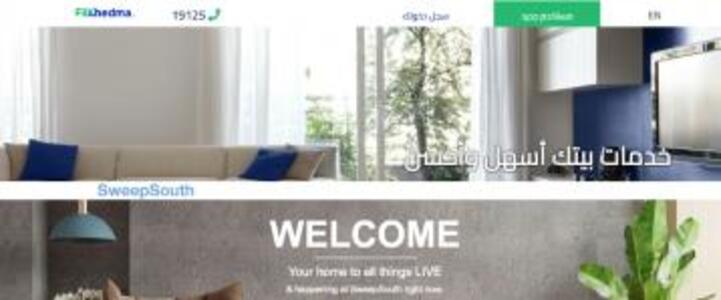 FilKhedma.
19125
سجل دخولك
مستخدم جديد
EN
خدمات بيتك أسهل وأحسن
SweepSouth
WELCOME
Your home to all things LIVE
& happening at SweepSouth right now.